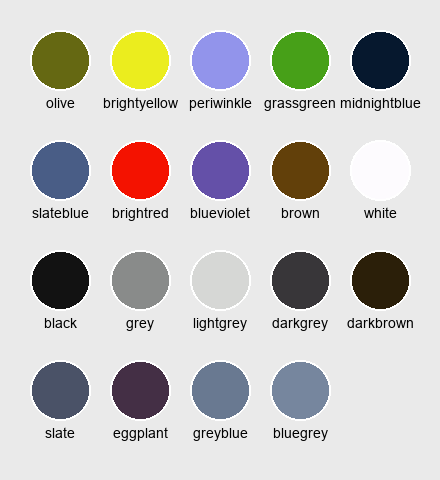 olive brightyellow periwinkle grassgreen midnightblue
slateblue brightred blueviolet brown white
black grey lightgrey darkgrey darkbrown
slate eggplant greyblue bluegrey